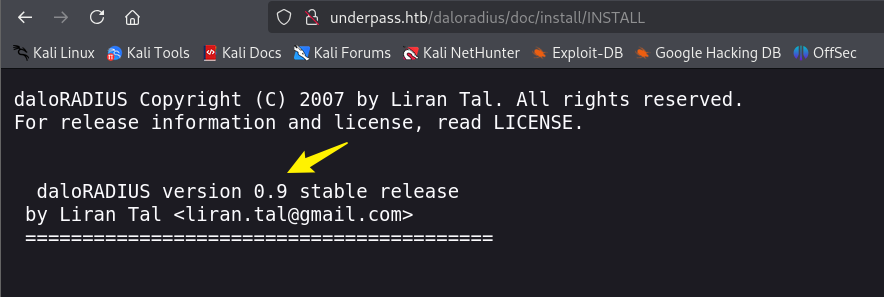 underpass.htb/daloradius/doc/install/INSTALL
Kali Linux Kali Tools Kali Docs Kali Forums Kali NetHunter Exploit-DB Google Hacking DB OffSec
daloRADIUS Copyright (C) 2007 by Liran Tal. All rights reserved.
For release information and license, read LICENSE.
daloRADIUS version 0.9 stable release
by Liran Tal <liran.tal@gmail.com>
=========================================